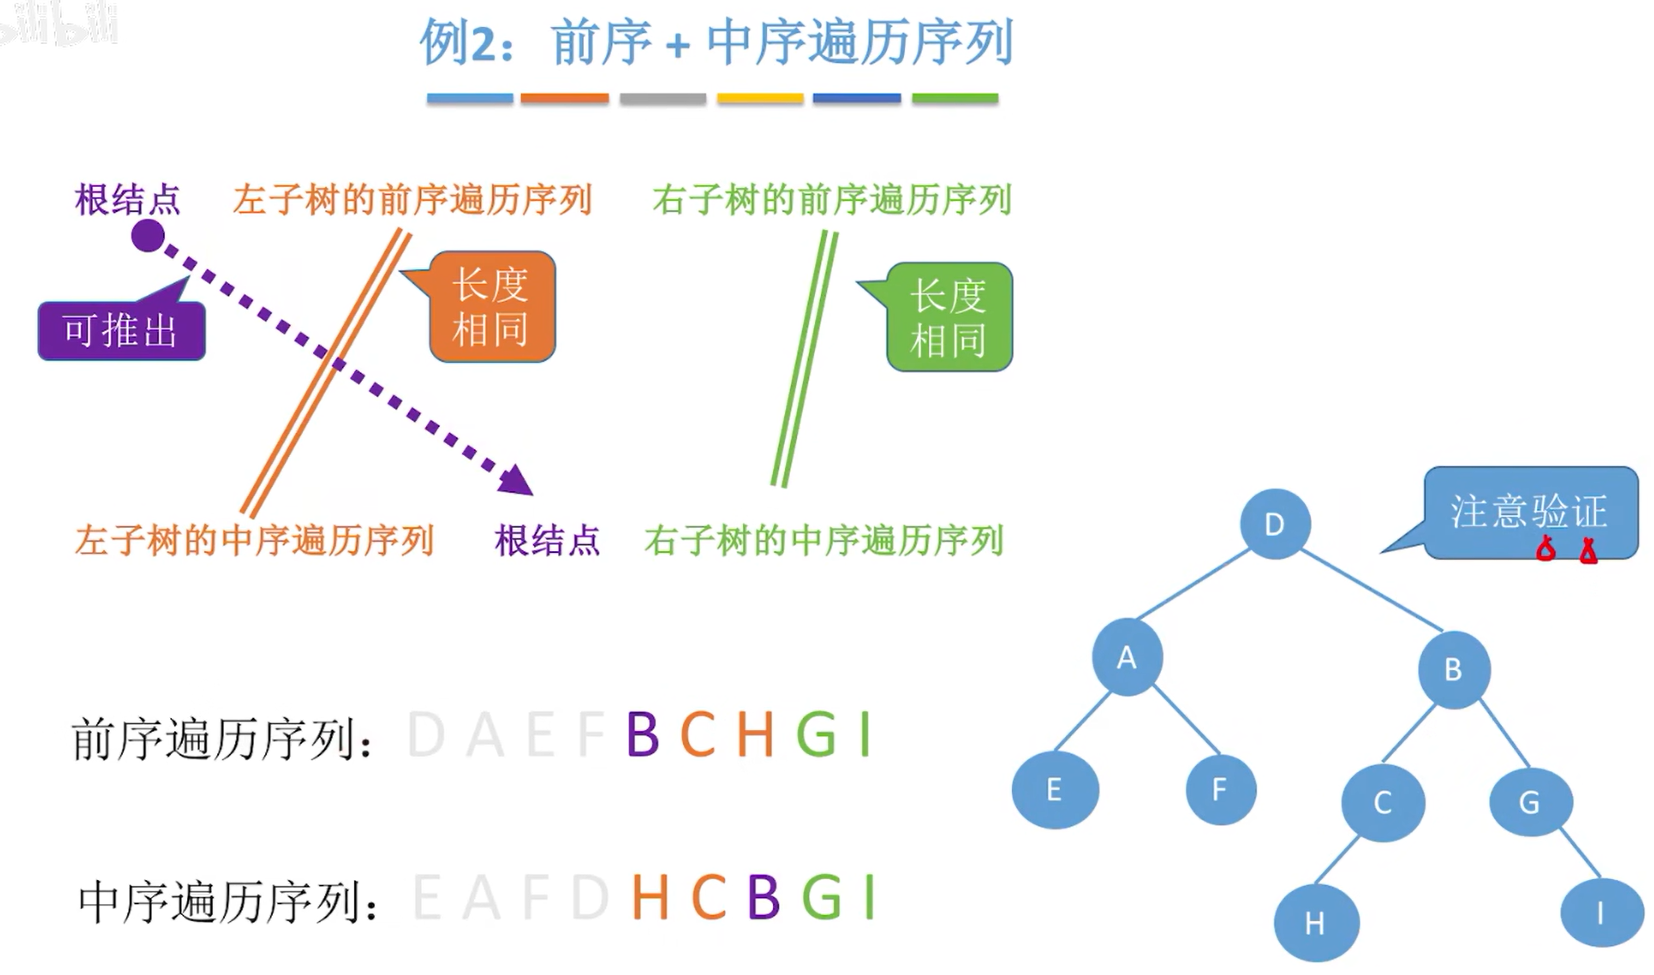 bilibili
例2：前序 + 中序遍历序列
根结点 左子树的前序遍历序列 右子树的前序遍历序列
可推出
长度
相同
长度
相同
左子树的中序遍历序列 根结点 右子树的中序遍历序列
注意验证
D
A
B
E
F
C
G
H
I
前序遍历序列： D A E F B C H G I
中序遍历序列： E A F D H C B G I